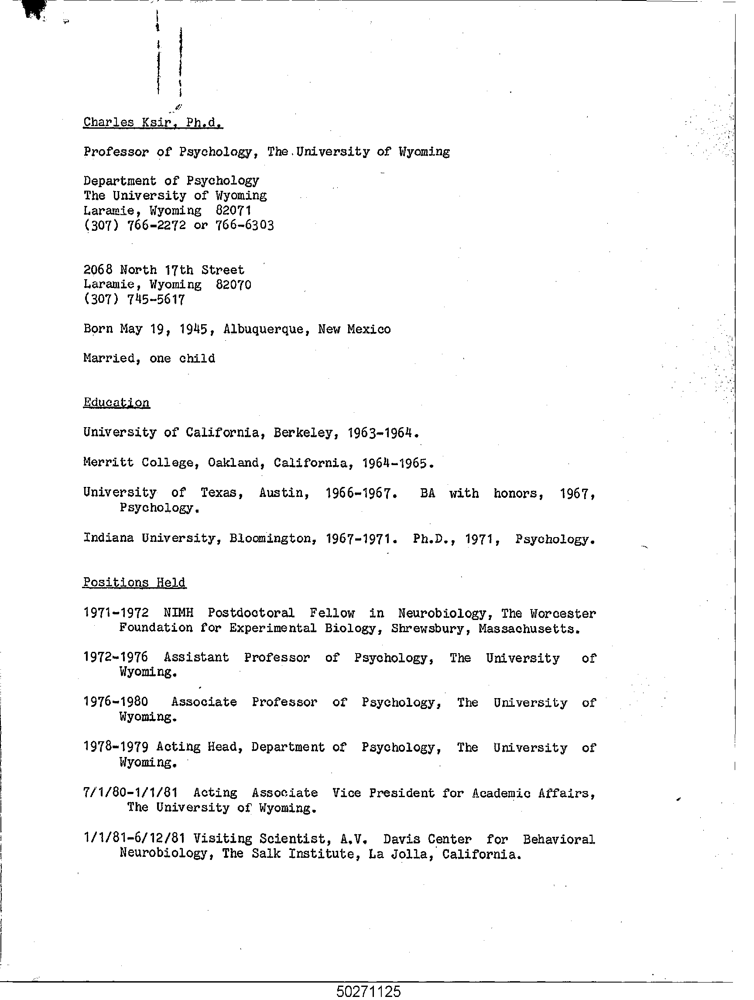 Charles Ksir, Ph.d.
Professor of Psychology, The University of Wyoming
Department of Psychology
The University of Wyoming
Laramie, Wyoming 82071
(307) 766-2272 or 766-6303
2068 North 17th Street
Laramie, Wyoming 82070
(307) 745-5617
Born May 19, 1945, Albuquerque, New Mexico
Married, one child
Education
University of California, Berkeley, 1963-1964.
Merritt College, Oakland, California, 1964-1965.
University of Texas, Austin, 1966-1967. BA with honors, 1967,
Psychology.
Indiana University, Bloomington, 1967-1971. Ph.D., 1971, Psychology.
Positions Held
1971-1972 NIMH Postdoctoral Fellow in Neurobiology, The Worcester
Foundation for Experimental Biology, Shrewsbury, Massachusetts.
1972-1976 Assistant Professor of Psychology, The University of
Wyoming.
1976-1980 Associate Professor of Psychology, The University of
Wyoming.
1978-1979 Acting Head, Department of Psychology, The University of
Wyoming.
7/1/80-1/1/81 Acting Associate Vice President for Academic Affairs,
The University of Wyoming.
1/1/81-6/12/81 Visiting Scientist, A.V. Davis Center for Behavioral
Neurobiology, The Salk Institute, La Jolla, California.
50271125